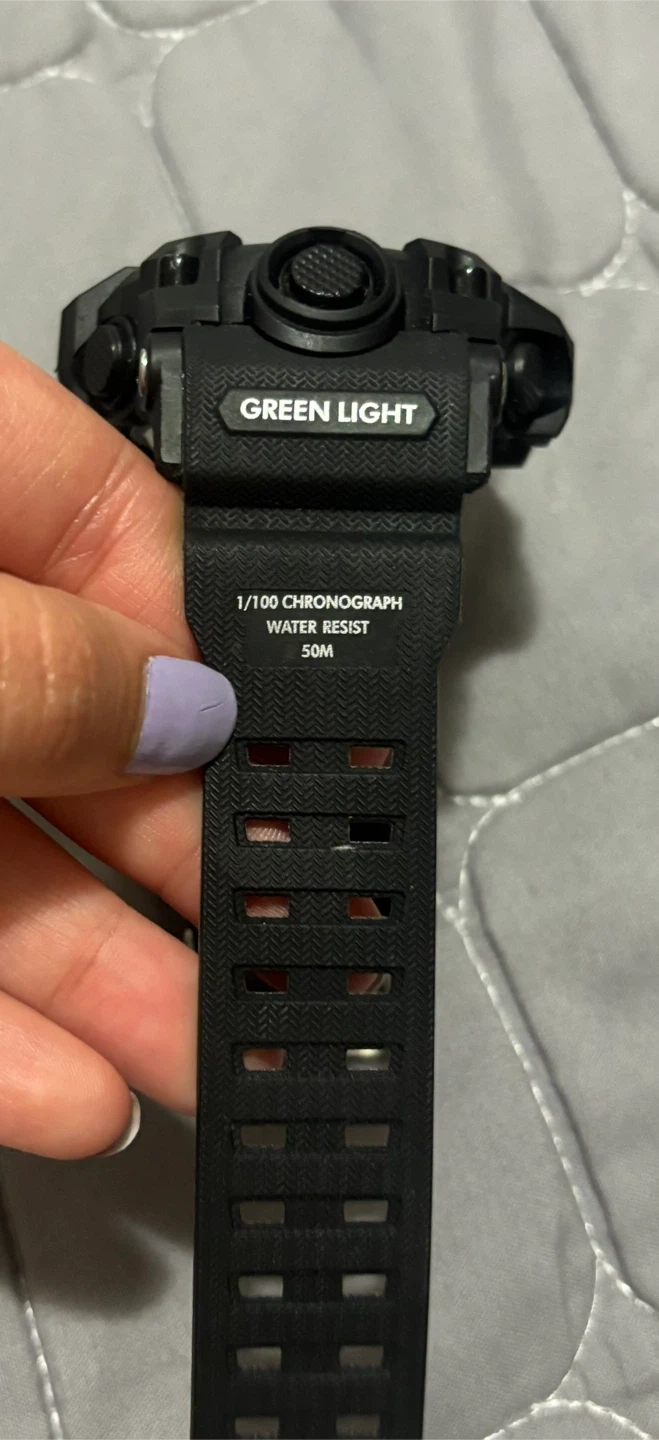 GREEN LIGHT
1/100 CHRONOGRAPH
WATER RESIST
50M